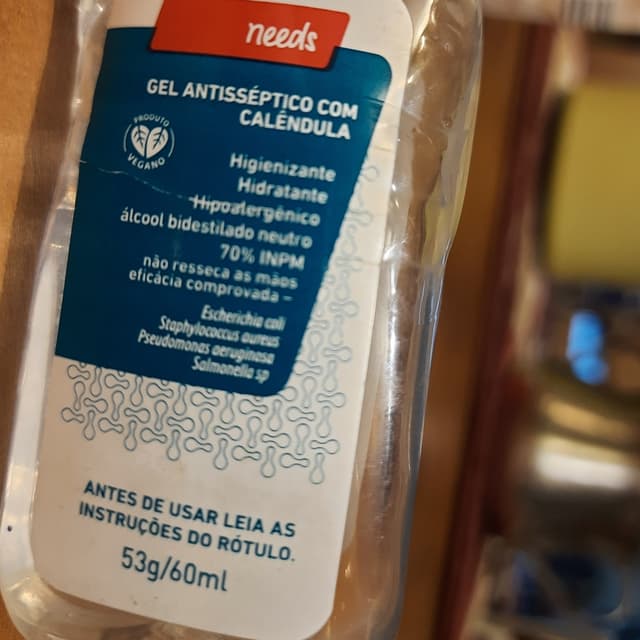 needs
GEL ANTISSÉPTICO COM
CALÊNDULA
PRODUTO
VEGANO
Higienizante
Hidratante
Hipoalergênico
álcool bidestilado neutro
70% INPM
não resseca as mãos
eficácia comprovada –
Escherichia coli
Staphylococcus aureus
Pseudomonas aeruginosa
Salmonella sp
ANTES DE USAR LEIA AS
INSTRUÇÕES DO RÓTULO.
53g/60ml